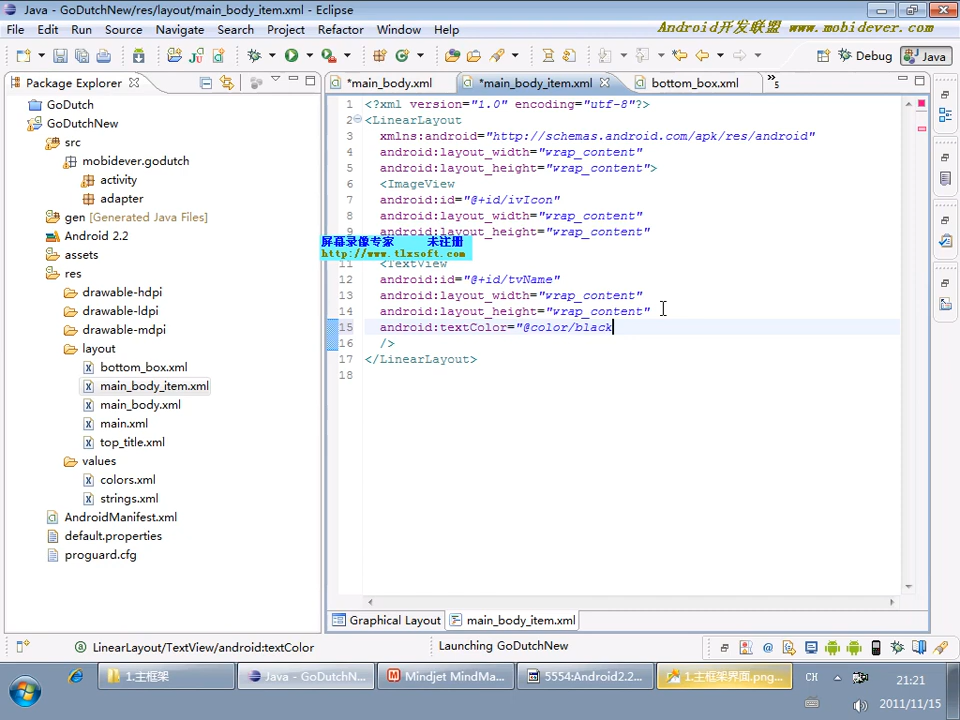 Java - GoDutchNew/res/layout/main_body_item.xml - Eclipse
File Edit Run Source Navigate Search Project Refactor Window Help
Android开发联盟 www.mobidever.com
Debug Java
Package Explorer
*main_body.xml *main_body_item.xml bottom_box.xml »5
GoDutch
GoDutchNew
src
mobidever.godutch
activity
adapter
gen [Generated Java Files]
Android 2.2
assets
res
drawable-hdpi
drawable-ldpi
drawable-mdpi
layout
bottom_box.xml
main_body_item.xml
main_body.xml
main.xml
top_title.xml
values
colors.xml
strings.xml
AndroidManifest.xml
default.properties
proguard.cfg
1 <?xml version="1.0" encoding="utf-8"?>
2 <LinearLayout
3 xmlns:android="http://schemas.android.com/apk/res/android"
4 android:layout_width="wrap_content"
5 android:layout_height="wrap_content">
6 <ImageView
7 android:id="@+id/ivIcon"
8 android:layout_width="wrap_content"
9 android:layout_height="wrap_content"
屏幕录像专家 未注册
http://www.tlxsoft.com
11 <TextView
12 android:id="@+id/tvName"
13 android:layout_width="wrap_content"
14 android:layout_height="wrap_content"
15 android:textColor="@color/black
16 />
17 </LinearLayout>
18
Graphical Layout main_body_item.xml
LinearLayout/TextView/android:textColor
Launching GoDutchNew
1.主框架
Java - GoDutchN...
Mindjet MindMa...
5554:Android2.2...
1.主框架界面.png...
CH
21:21
2011/11/15